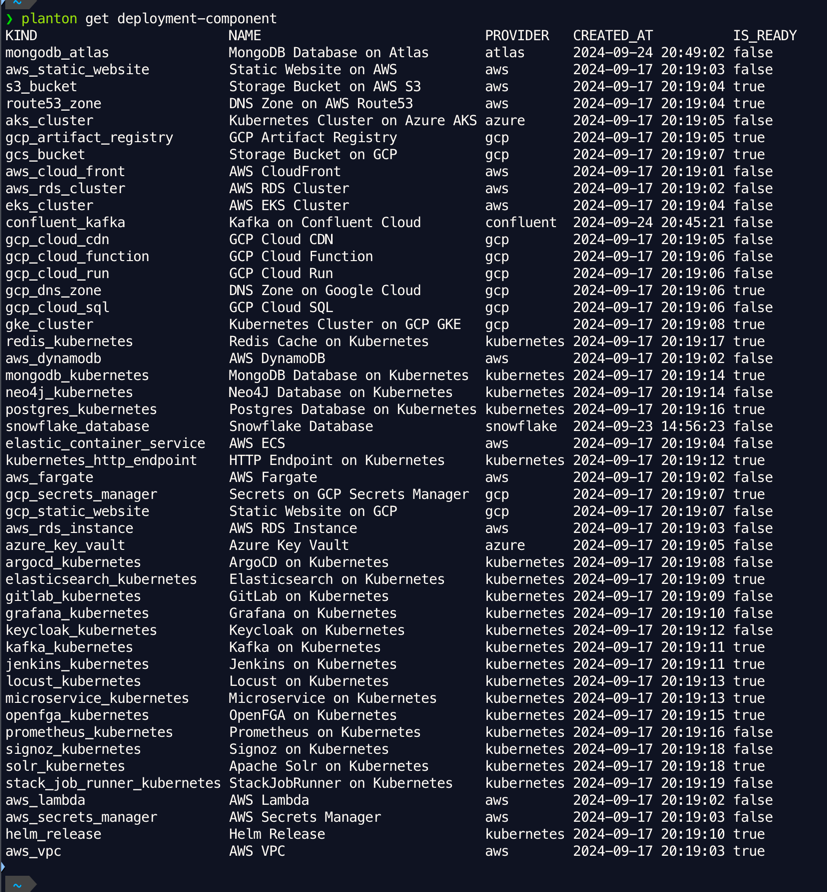 ~
❯ planton get deployment-component
KIND NAME PROVIDER CREATED_AT IS_READY
mongodb_atlas MongoDB Database on Atlas atlas 2024-09-24 20:49:02 false
aws_static_website Static Website on AWS aws 2024-09-17 20:19:03 false
s3_bucket Storage Bucket on AWS S3 aws 2024-09-17 20:19:04 true
route53_zone DNS Zone on AWS Route53 aws 2024-09-17 20:19:04 true
aks_cluster Kubernetes Cluster on Azure AKS azure 2024-09-17 20:19:05 false
gcp_artifact_registry GCP Artifact Registry gcp 2024-09-17 20:19:05 true
gcs_bucket Storage Bucket on GCP gcp 2024-09-17 20:19:07 true
aws_cloud_front AWS CloudFront aws 2024-09-17 20:19:01 false
aws_rds_cluster AWS RDS Cluster aws 2024-09-17 20:19:02 false
eks_cluster AWS EKS Cluster aws 2024-09-17 20:19:04 false
confluent_kafka Kafka on Confluent Cloud confluent 2024-09-24 20:45:21 false
gcp_cloud_cdn GCP Cloud CDN gcp 2024-09-17 20:19:05 false
gcp_cloud_function GCP Cloud Function gcp 2024-09-17 20:19:06 false
gcp_cloud_run GCP Cloud Run gcp 2024-09-17 20:19:06 false
gcp_dns_zone DNS Zone on Google Cloud gcp 2024-09-17 20:19:06 true
gcp_cloud_sql GCP Cloud SQL gcp 2024-09-17 20:19:06 false
gke_cluster Kubernetes Cluster on GCP GKE gcp 2024-09-17 20:19:08 true
redis_kubernetes Redis Cache on Kubernetes kubernetes 2024-09-17 20:19:17 true
aws_dynamodb AWS DynamoDB aws 2024-09-17 20:19:02 false
mongodb_kubernetes MongoDB Database on Kubernetes kubernetes 2024-09-17 20:19:14 true
neo4j_kubernetes Neo4J Database on Kubernetes kubernetes 2024-09-17 20:19:14 false
postgres_kubernetes Postgres Database on Kubernetes kubernetes 2024-09-17 20:19:16 true
snowflake_database Snowflake Database snowflake 2024-09-23 14:56:23 false
elastic_container_service AWS ECS aws 2024-09-17 20:19:04 false
kubernetes_http_endpoint HTTP Endpoint on Kubernetes kubernetes 2024-09-17 20:19:12 true
aws_fargate AWS Fargate aws 2024-09-17 20:19:02 false
gcp_secrets_manager Secrets on GCP Secrets Manager gcp 2024-09-17 20:19:07 true
gcp_static_website Static Website on GCP gcp 2024-09-17 20:19:07 false
aws_rds_instance AWS RDS Instance aws 2024-09-17 20:19:03 false
azure_key_vault Azure Key Vault azure 2024-09-17 20:19:05 false
argocd_kubernetes ArgoCD on Kubernetes kubernetes 2024-09-17 20:19:08 false
elasticsearch_kubernetes Elasticsearch on Kubernetes kubernetes 2024-09-17 20:19:09 true
gitlab_kubernetes GitLab on Kubernetes kubernetes 2024-09-17 20:19:09 false
grafana_kubernetes Grafana on Kubernetes kubernetes 2024-09-17 20:19:10 false
keycloak_kubernetes Keycloak on Kubernetes kubernetes 2024-09-17 20:19:12 false
kafka_kubernetes Kafka on Kubernetes kubernetes 2024-09-17 20:19:11 true
jenkins_kubernetes Jenkins on Kubernetes kubernetes 2024-09-17 20:19:11 true
locust_kubernetes Locust on Kubernetes kubernetes 2024-09-17 20:19:13 true
microservice_kubernetes Microservice on Kubernetes kubernetes 2024-09-17 20:19:13 true
openfga_kubernetes OpenFGA on Kubernetes kubernetes 2024-09-17 20:19:15 true
prometheus_kubernetes Prometheus on Kubernetes kubernetes 2024-09-17 20:19:16 false
signoz_kubernetes Signoz on Kubernetes kubernetes 2024-09-17 20:19:18 false
solr_kubernetes Apache Solr on Kubernetes kubernetes 2024-09-17 20:19:18 true
stack_job_runner_kubernetes StackJobRunner on Kubernetes kubernetes 2024-09-17 20:19:19 false
aws_lambda AWS Lambda aws 2024-09-17 20:19:02 false
aws_secrets_manager AWS Secrets Manager aws 2024-09-17 20:19:03 false
helm_release Helm Release kubernetes 2024-09-17 20:19:10 true
aws_vpc AWS VPC aws 2024-09-17 20:19:03 true
~